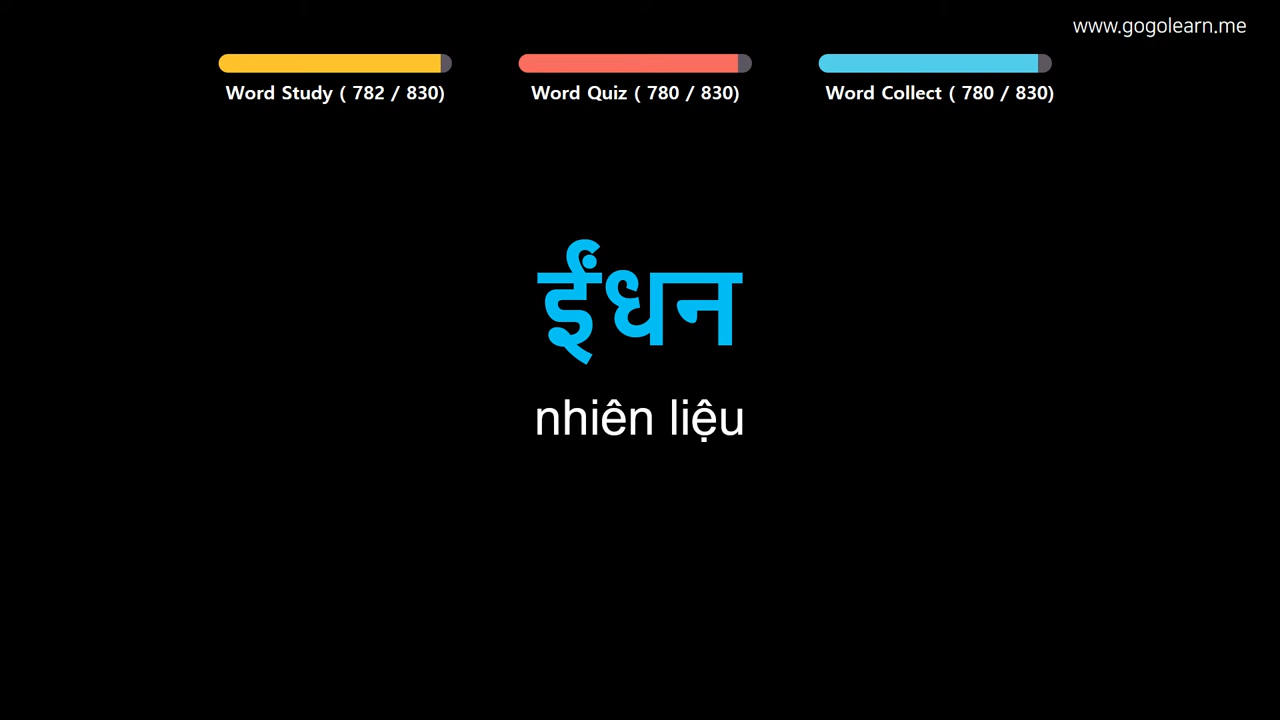 www.gogolearn.me
Word Study ( 782 / 830)
Word Quiz ( 780 / 830)
Word Collect ( 780 / 830)
ईंधन
nhiên liệu